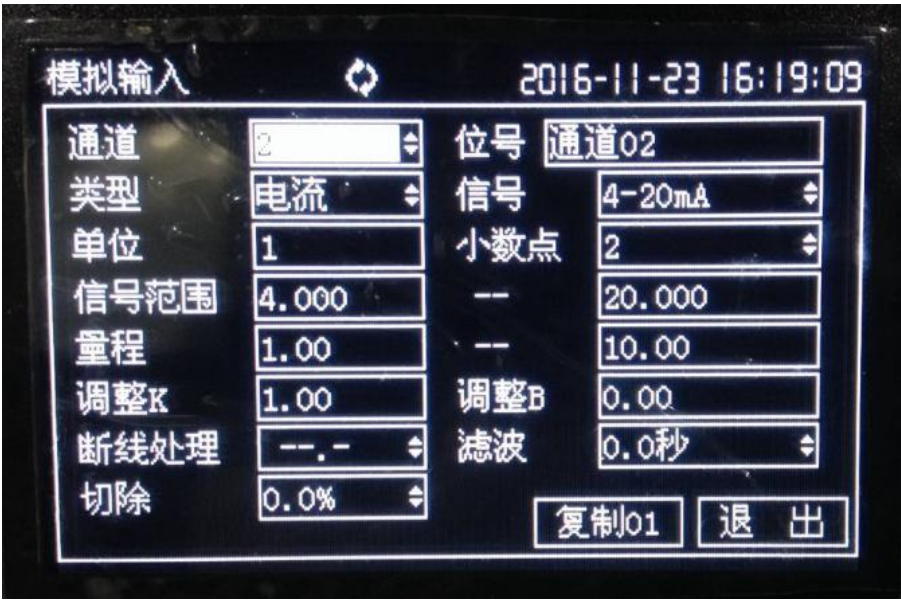 模拟输入 2016-11-23 16:19:09
通道 2 位号 通道02
类型 电流 信号 4-20mA
单位 1 小数点 2
信号范围 4.000 -- 20.000
量程 1.00 -- 10.00
调整K 1.00 调整B 0.00
断线处理 --.- 滤波 0.0秒
切除 0.0%
复制01 退 出